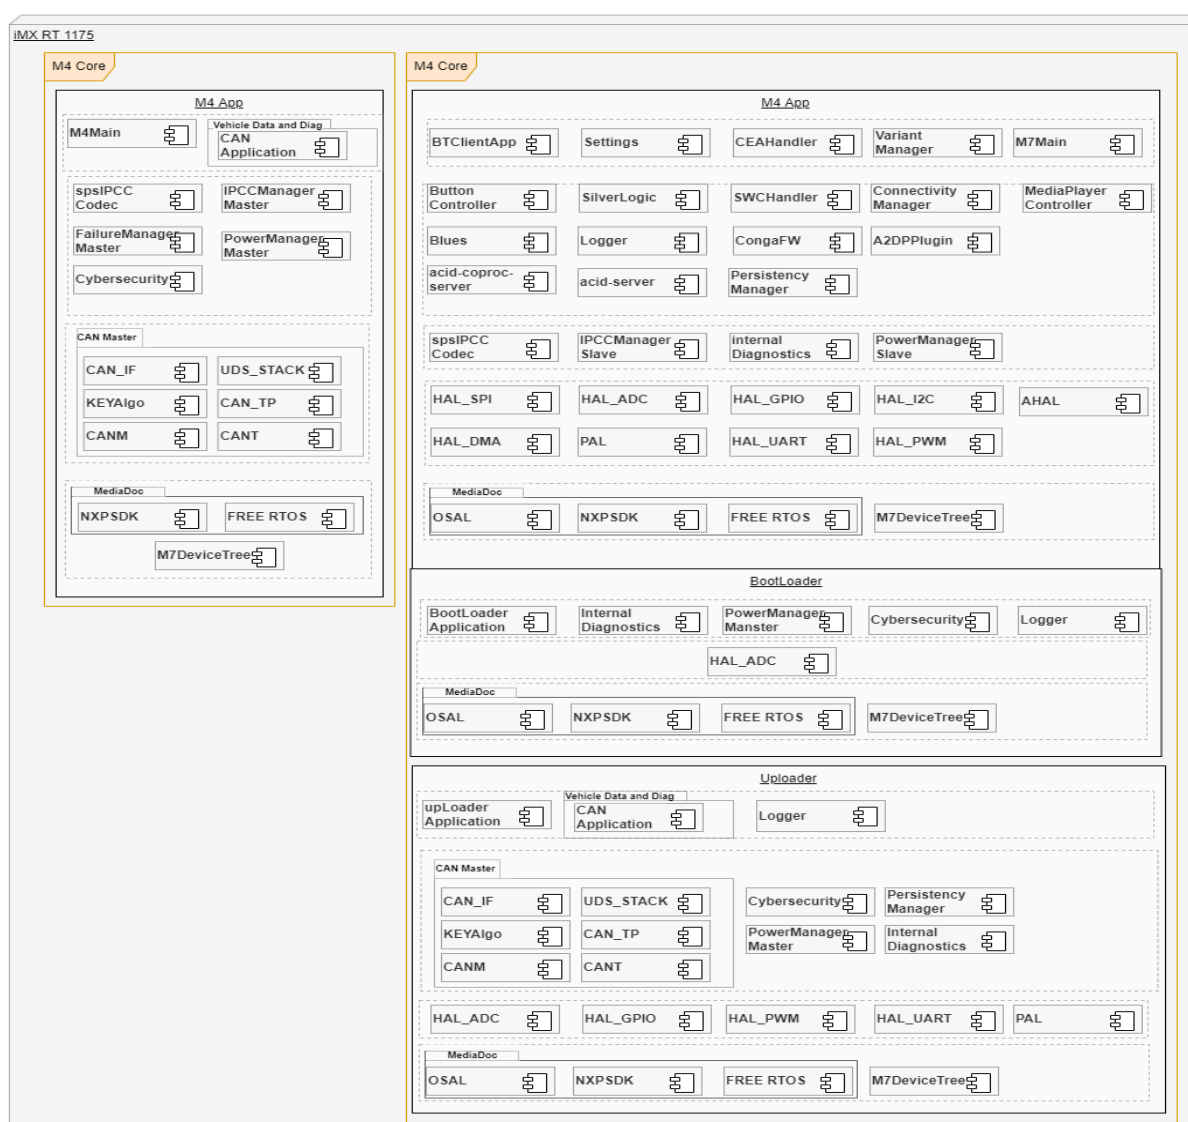 iMX RT 1175
M4 Core
M4 App
M4Main
Vehicle Data and Diag
CAN
Application
spsIPCC
Codec
IPCCManager
Master
FailureManager
Master
PowerManager
Master
Cybersecurity
CAN Master
CAN_IF
UDS_STACK
KEYAlgo
CAN_TP
CANM
CANT
MediaDoc
NXPSDK
FREE RTOS
M7DeviceTree
M4 Core
M4 App
BTClientApp
Settings
CEAHandler
Variant
Manager
M7Main
Button
Controller
SilverLogic
SWCHandler
Connectivity
Manager
MediaPlayer
Controller
Blues
Logger
CongaFW
A2DPPlugin
acid-coproc-
server
acid-server
Persistency
Manager
spsIPCC
Codec
IPCCManager
Slave
internal
Diagnostics
PowerManager
Slave
HAL_SPI
HAL_ADC
HAL_GPIO
HAL_I2C
AHAL
HAL_DMA
PAL
HAL_UART
HAL_PWM
MediaDoc
OSAL
NXPSDK
FREE RTOS
M7DeviceTree
BootLoader
BootLoader
Application
Internal
Diagnostics
PowerManager
Manster
Cybersecurity
Logger
HAL_ADC
MediaDoc
OSAL
NXPSDK
FREE RTOS
M7DeviceTree
Uploader
upLoader
Application
Vehicle Data and Diag
CAN
Application
Logger
CAN Master
CAN_IF
UDS_STACK
Cybersecurity
Persistency
Manager
KEYAlgo
CAN_TP
PowerManager
Master
Internal
Diagnostics
CANM
CANT
HAL_ADC
HAL_GPIO
HAL_PWM
HAL_UART
PAL
MediaDoc
OSAL
NXPSDK
FREE RTOS
M7DeviceTree